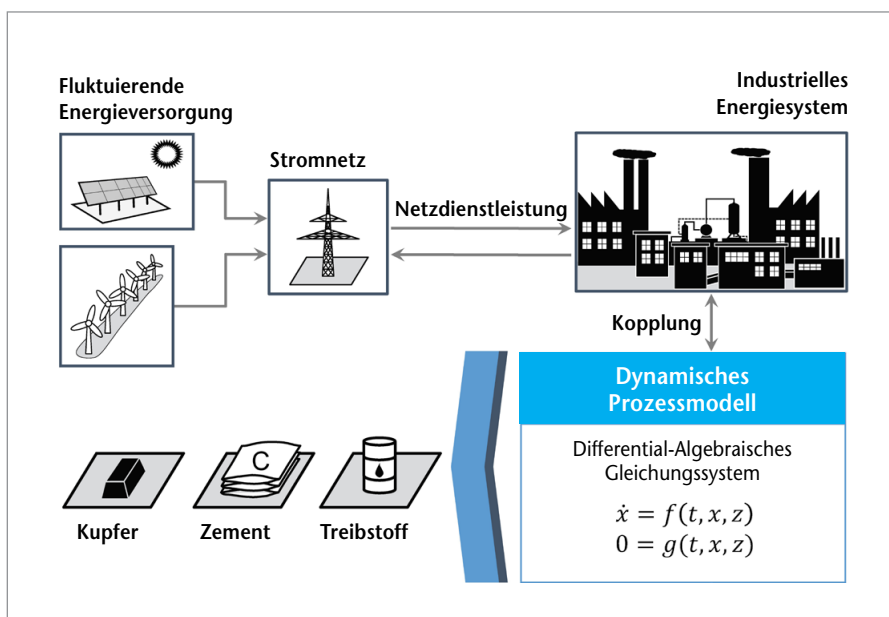 Fluktuierende
Energieversorgung
Industrielles
Energiesystem
Stromnetz
Netzdienstleistung
Kopplung
Dynamisches
Prozessmodell
Differential-Algebraisches
Gleichungssystem
ẋ = f(t, x, z)
0 = g(t, x, z)
C
Kupfer
Zement
Treibstoff